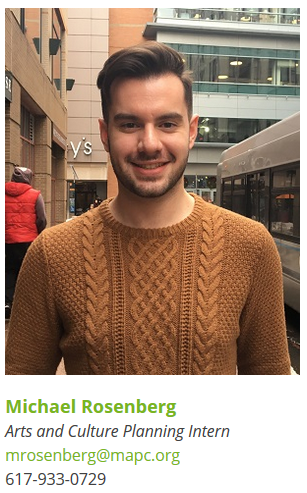 y's
Michael Rosenberg
Arts and Culture Planning Intern
mrosenberg@mapc.org
617-933-0729